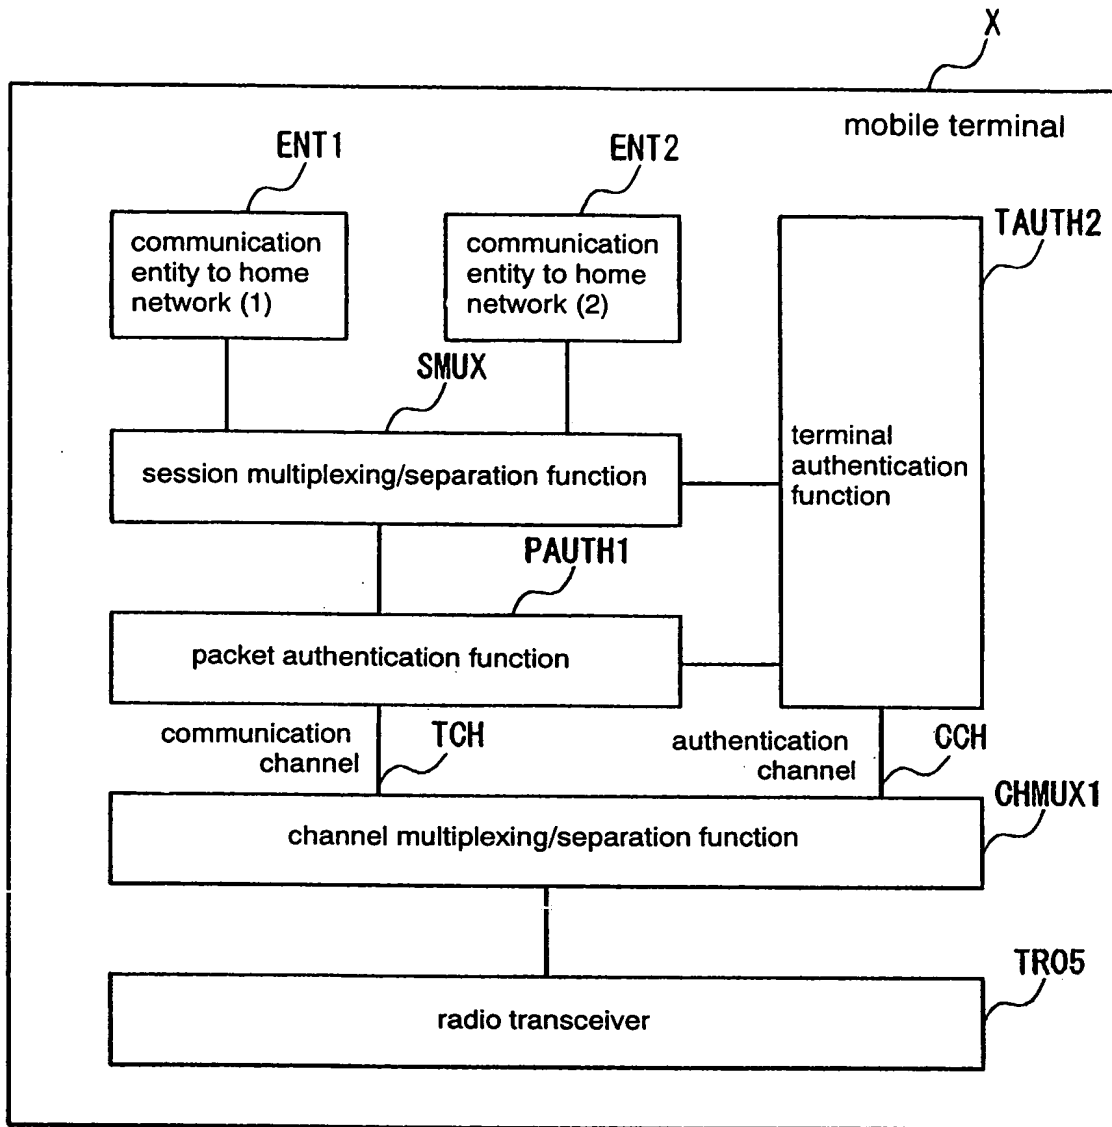 X
mobile terminal
ENT1
ENT2
TAUTH2
communication
entity to home
network (1)
communication
entity to home
network (2)
SMUX
session multiplexing/separation function
terminal
authentication
function
PAUTH1
packet authentication function
communication
channel
TCH
authentication
channel
CCH
CHMUX1
channel multiplexing/separation function
TR05
radio transceiver